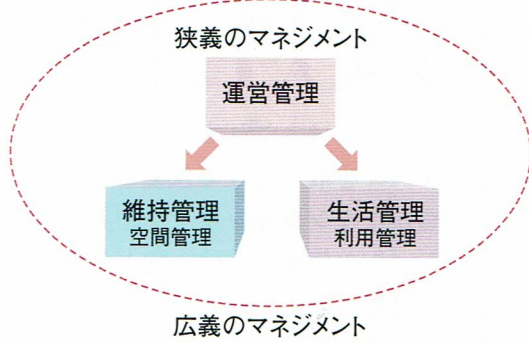 狭義のマネジメント
運営管理
維持管理
空間管理
生活管理
利用管理
広義のマネジメント